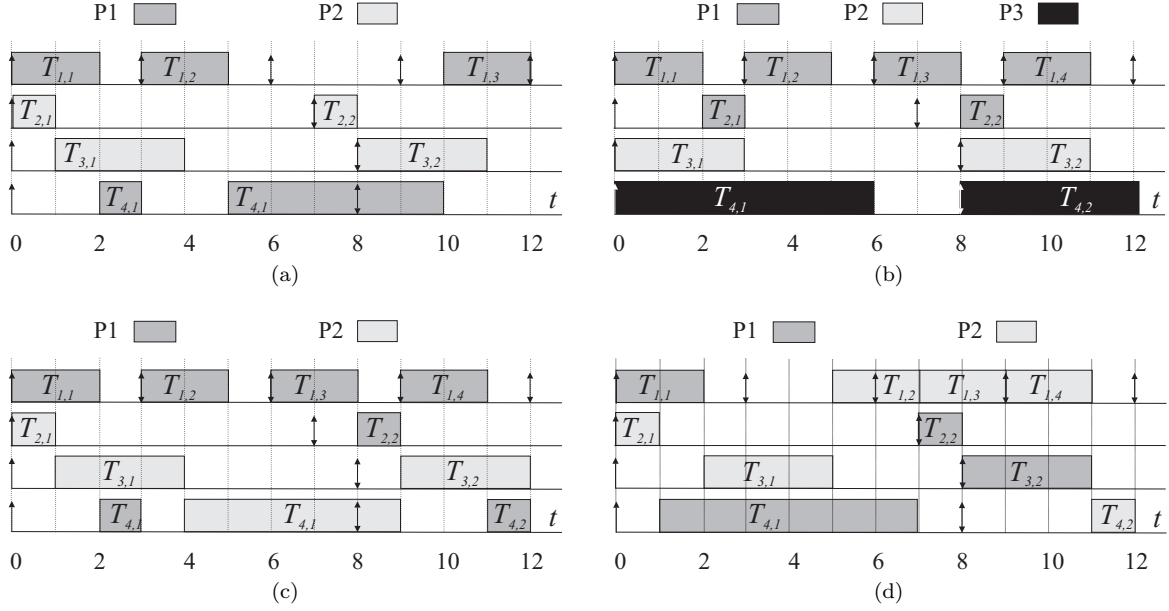 P1 P2
T1,1 T1,2 T1,3
T2,1 T2,2
T3,1 T3,2
T4,1 T4,1 t
0 2 4 6 8 10 12
(a)
P1 P2 P3
T1,1 T1,2 T1,3 T1,4
T2,1 T2,2
T3,1 T3,2
T4,1 T4,2 t
0 2 4 6 8 10 12
(b)
P1 P2
T1,1 T1,2 T1,3 T1,4
T2,1 T2,2
T3,1 T3,2
T4,1 T4,1 T4,2 t
0 2 4 6 8 10 12
(c)
P1 P2
T1,1 T1,2 T1,3 T1,4
T2,1 T2,2
T3,1 T3,2
T4,1 T4,2 t
0 2 4 6 8 10 12
(d)